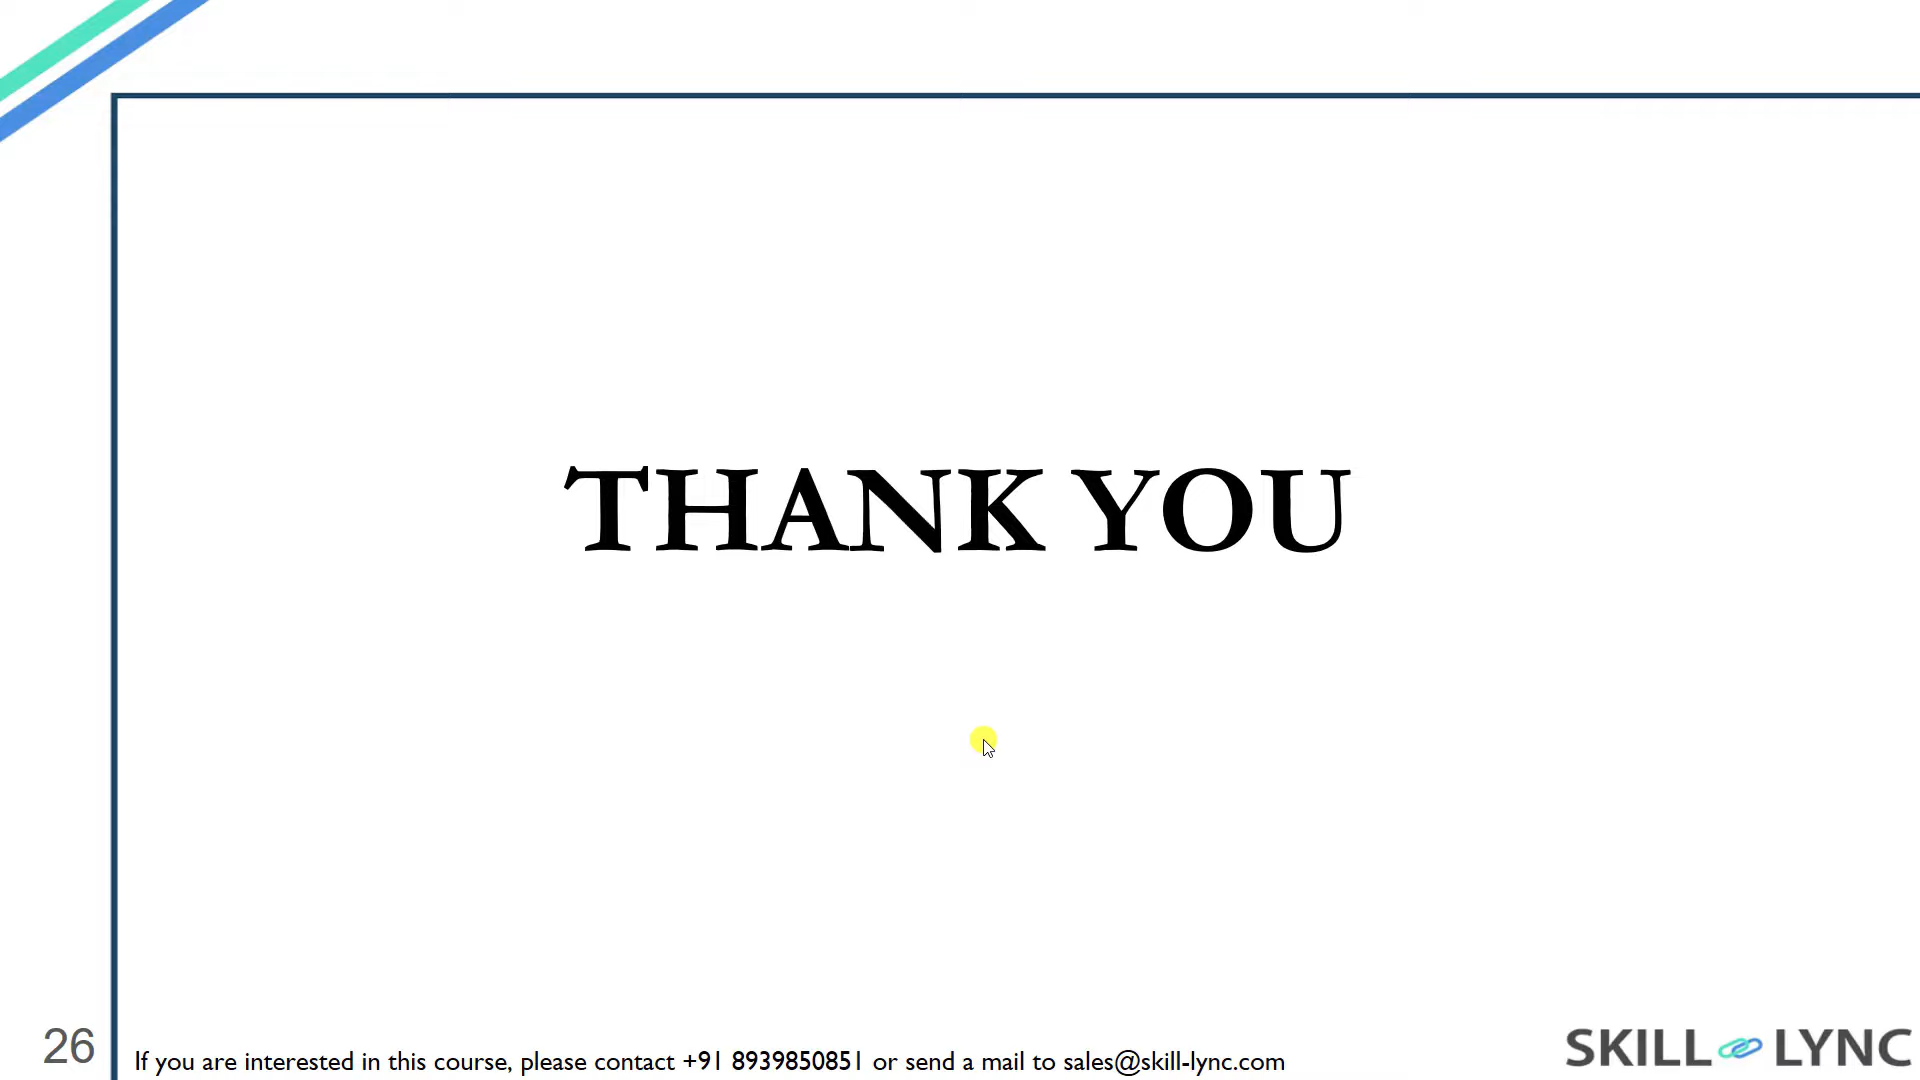 THANK YOU
26
If you are interested in this course, please contact +91 8939850851 or send a mail to sales@skill-lync.com
SKILL LYNC